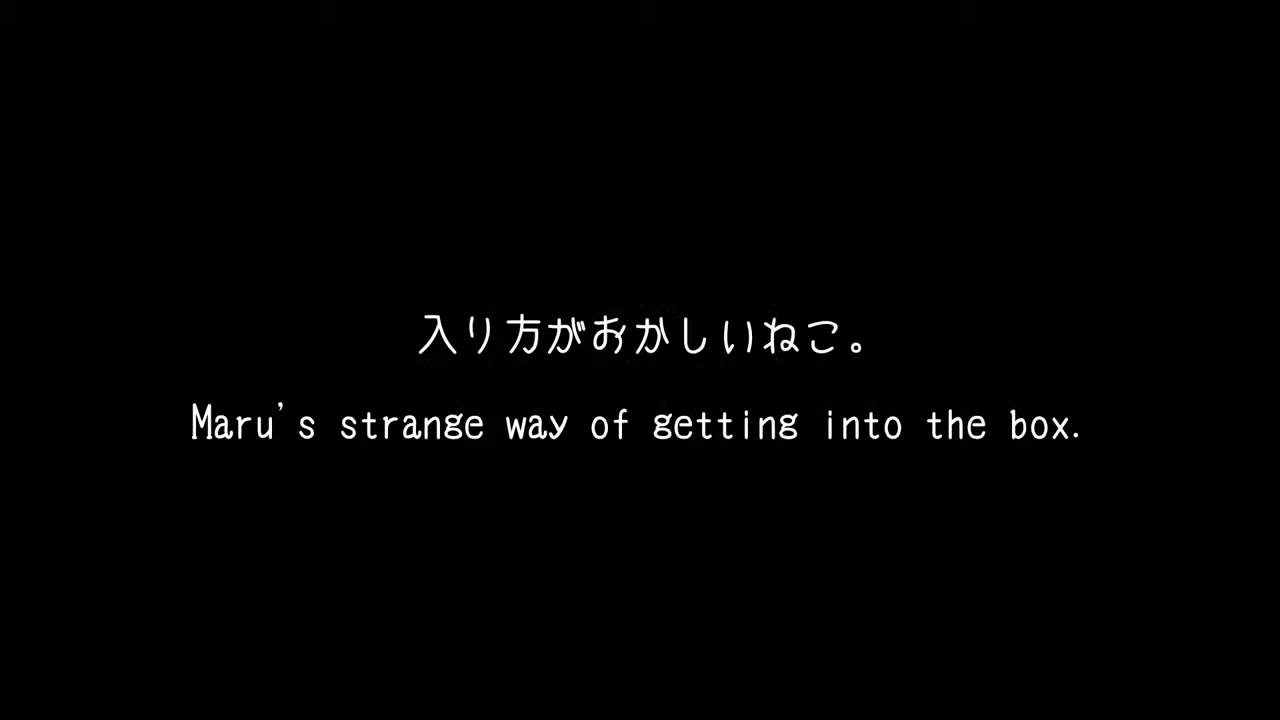 入り方がおかしいねこ。
Maru's strange way of getting into the box.